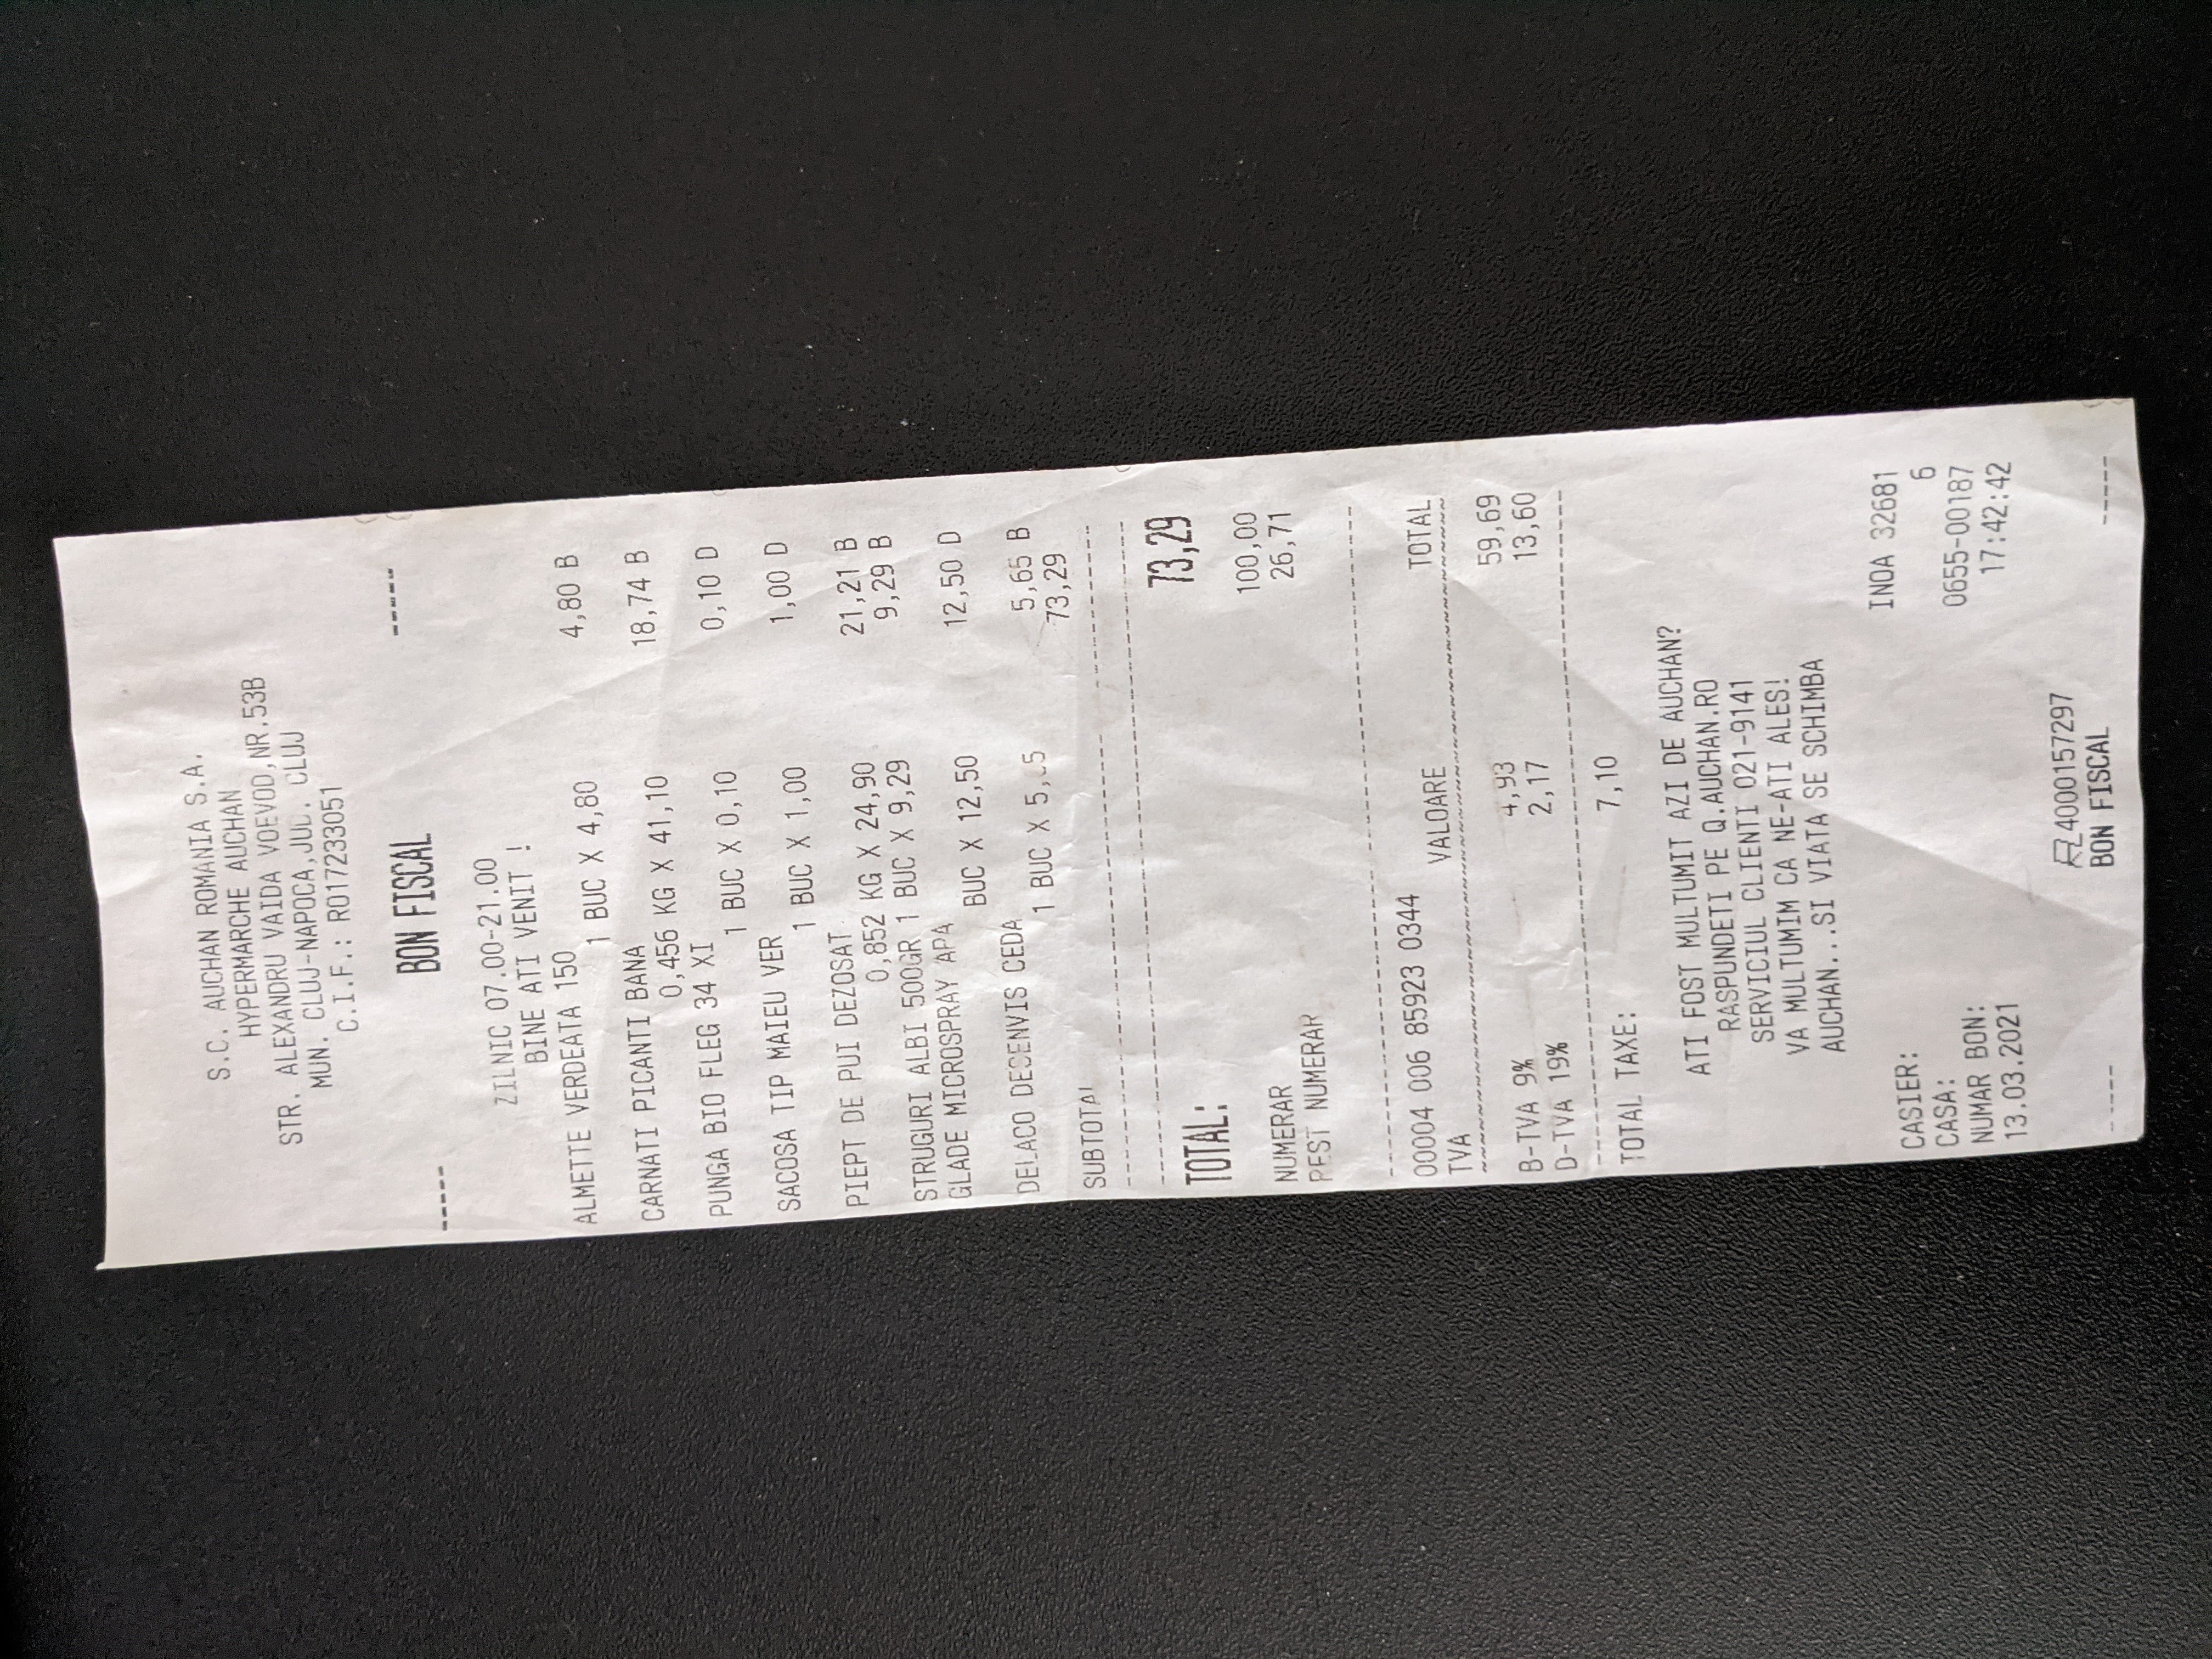 S.C. AUCHAN ROMANIA S.A.
HYPERMARCHE AUCHAN
STR. ALEXANDRU VAIDA VOEVOD,NR.53B
MUN. CLUJ-NAPOCA,JUD. CLUJ
C.I.F.: RO17233051
----- BON FISCAL -----
ZILNIC 07.00-21.00
BINE ATI VENIT !
ALMETTE VERDEATA 150
1 BUC X 4,80 4,80 B
CARNATI PICANTI BANA
0,456 KG X 41,10 18,74 B
PUNGA BIO FLEG 34 XI
1 BUC X 0,10 0,10 D
SACOSA TIP MAIEU VER
1 BUC X 1,00 1,00 D
PIEPT DE PUI DEZOSAT
0,852 KG X 24,90 21,21 B
STRUGURI ALBI 500GR 1 BUC X 9,29 9,29 B
GLADE MICROSPRAY APA
BUC X 12,50 12,50 D
DELACO DESENVIS CEDA
1 BUC X 5,65 B
SUBTOTAL 73,29
TOTAL: 73,29
NUMERAR 100,00
REST NUMERAR 26,71
00004 006 85923 0344
TVA VALOARE TOTAL
B-TVA 9% 4,93 59,69
D-TVA 19% 2,17 13,60
TOTAL TAXE: 7,10
ATI FOST MULTUMIT AZI DE AUCHAN?
RASPUNDETI PE Q.AUCHAN.RO
SERVICIUL CLIENTI 021-9141
VA MULTUMIM CA NE-ATI ALES!
AUCHAN...SI VIATA SE SCHIMBA
CASIER: INOA 32681
CASA: 6
NUMAR BON: 0655-00187
13.03.2021 17:42:42
4000157297
----- BON FISCAL -----